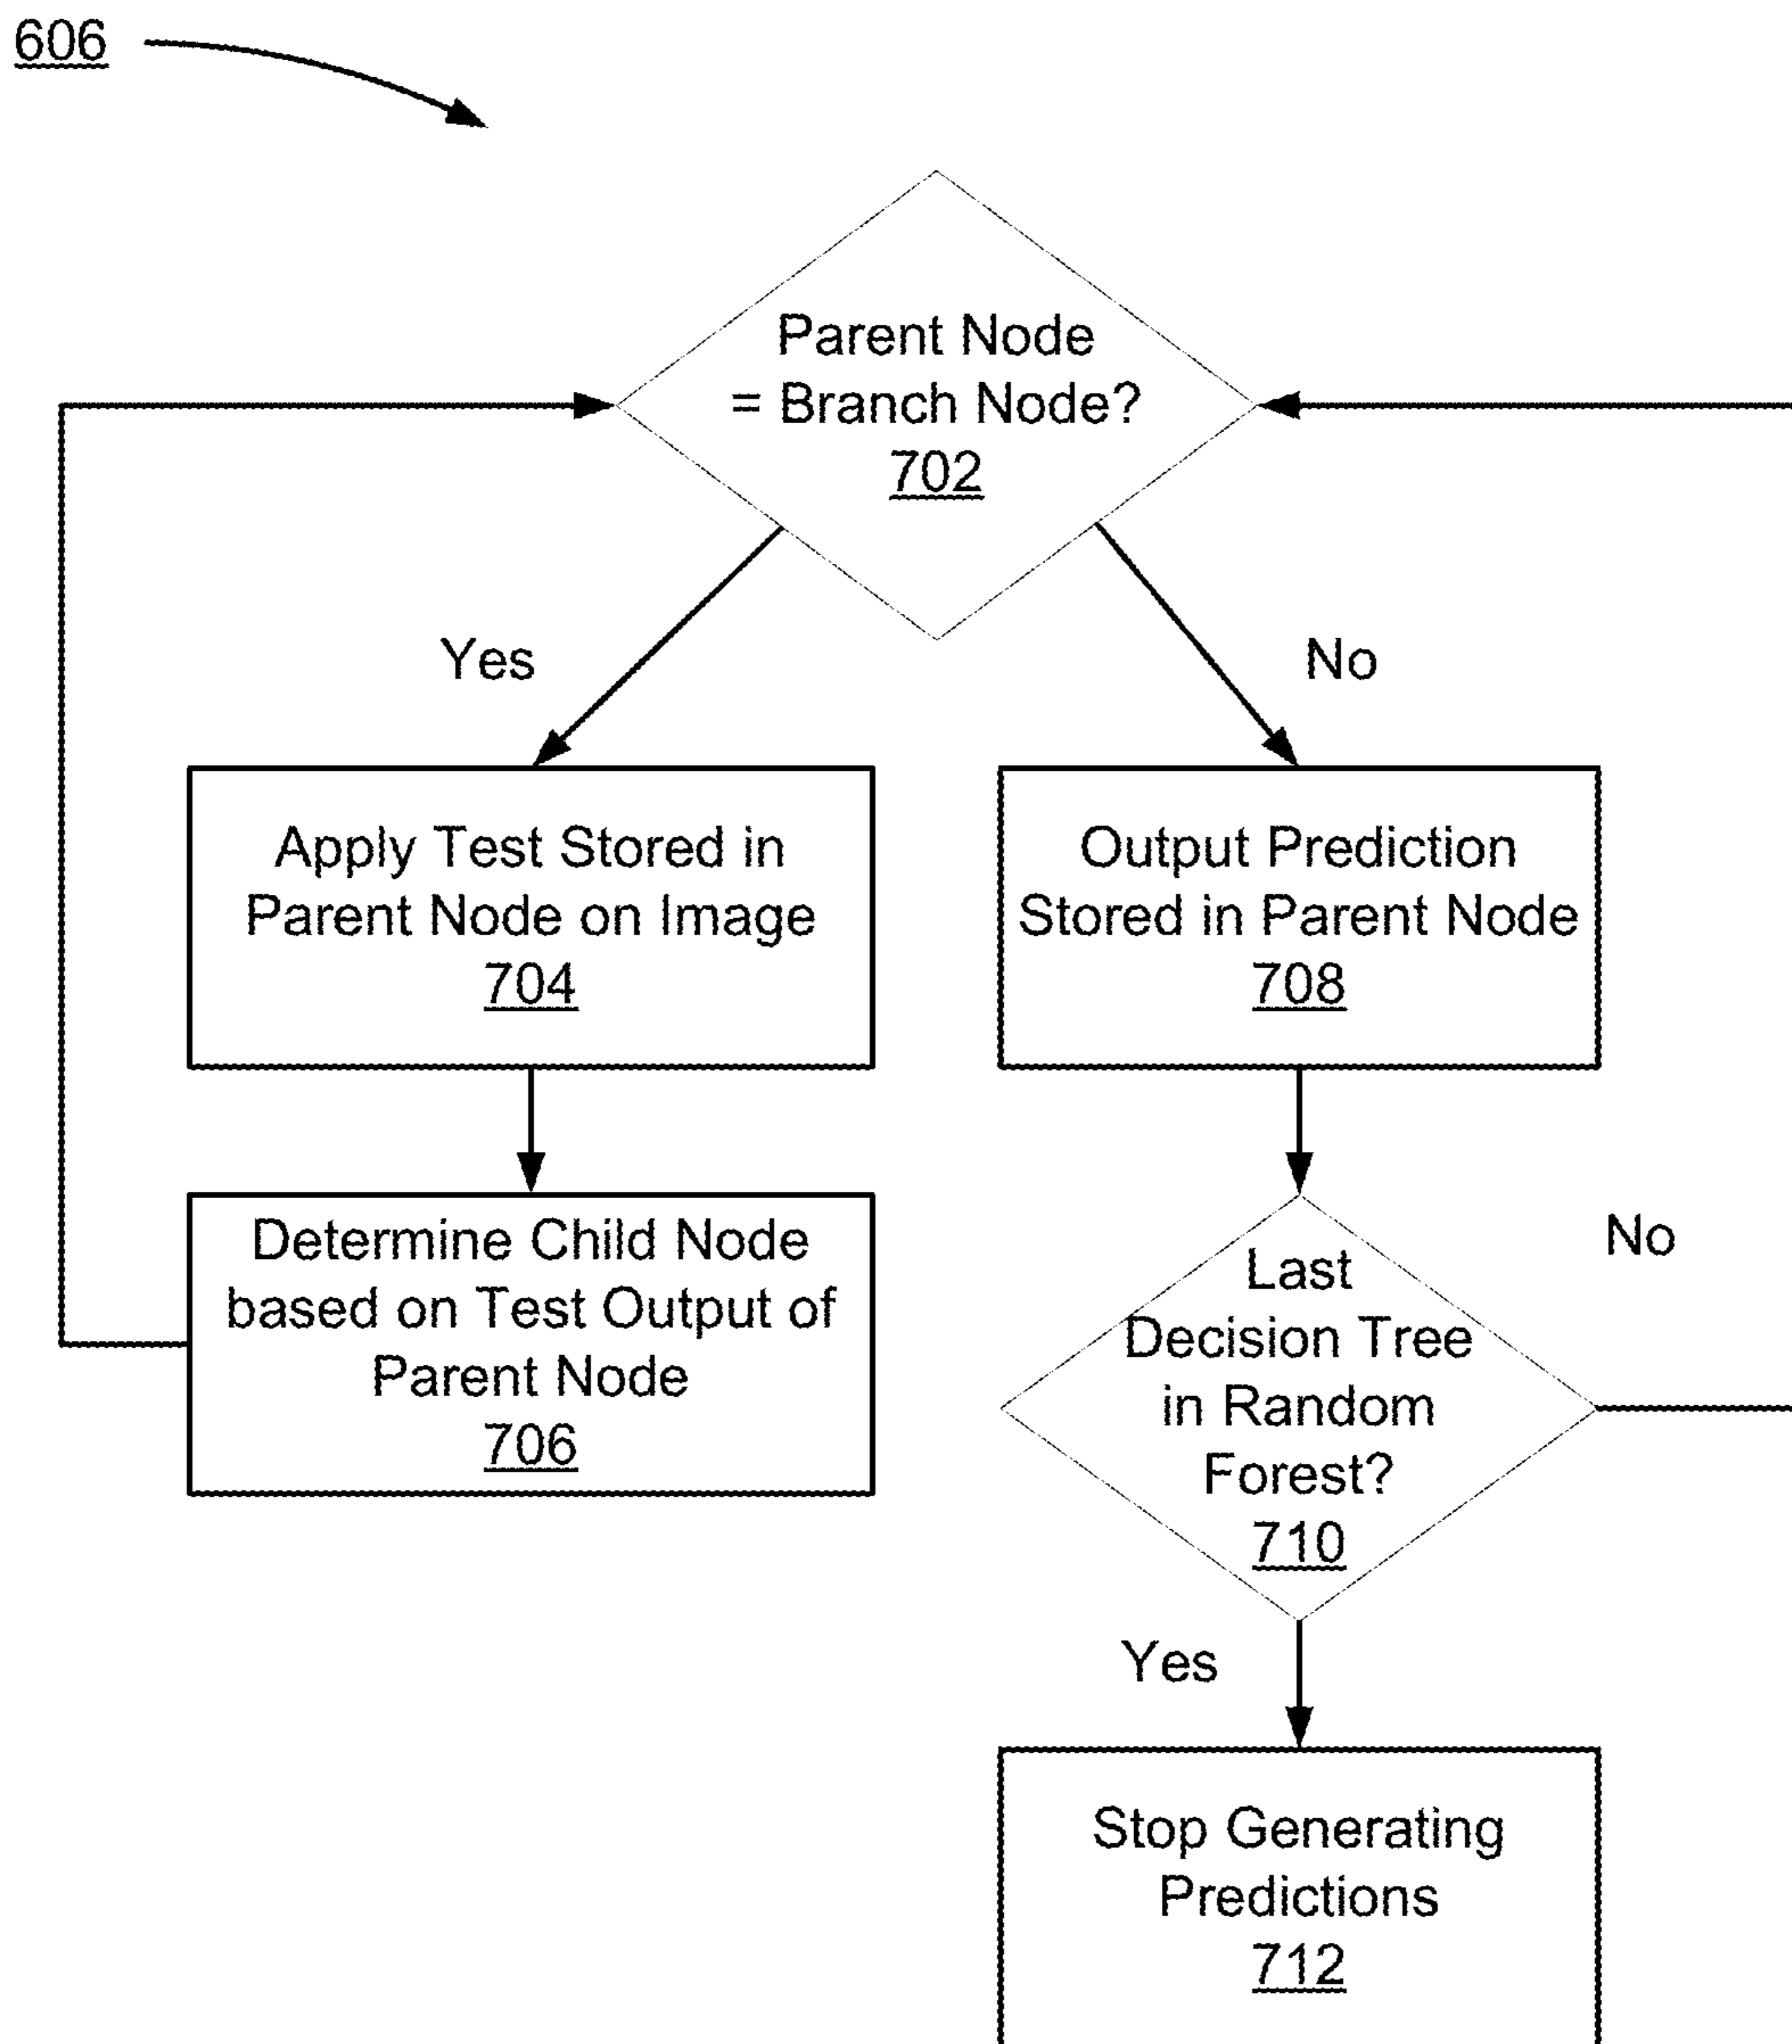 606
Parent Node
= Branch Node?
702
Yes
No
Apply Test Stored in
Parent Node on Image
704
Output Prediction
Stored in Parent Node
708
Determine Child Node
based on Test Output of
Parent Node
706
Last
Decision Tree
in Random
Forest?
710
No
Yes
Stop Generating
Predictions
712